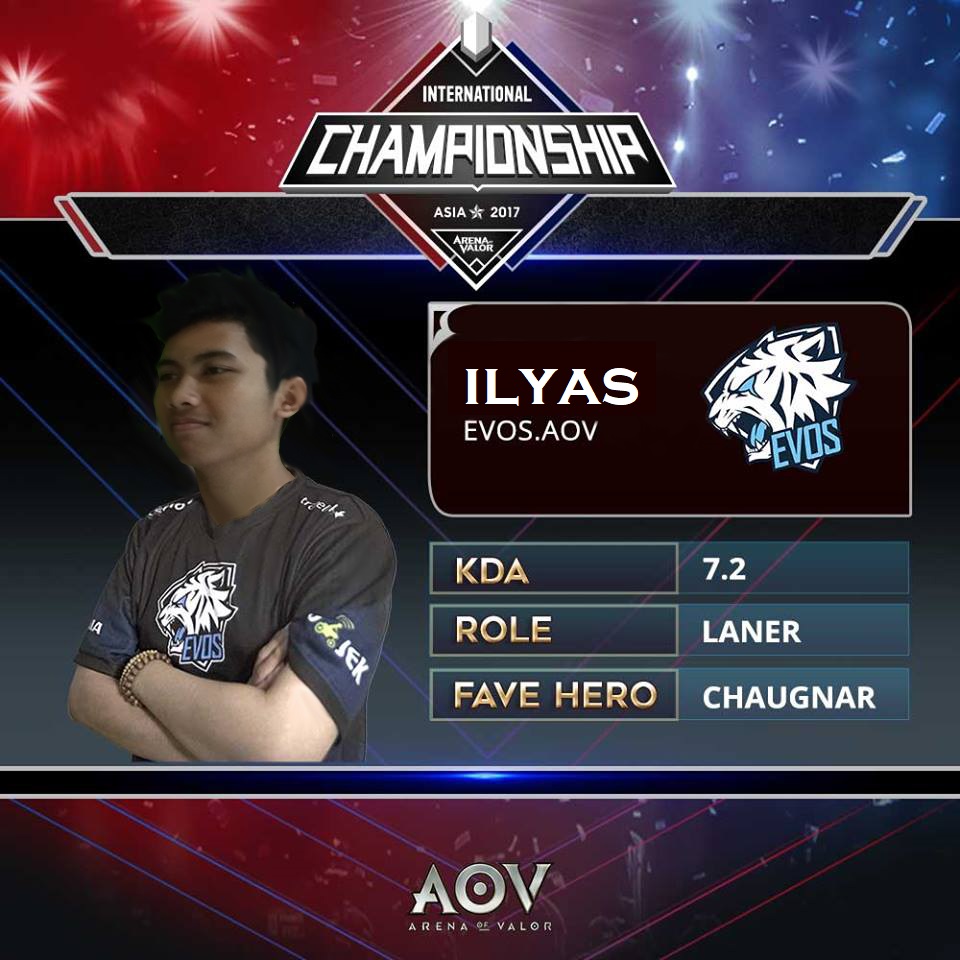 INTERNATIONAL
CHAMPIONSHIP
ASIA 2017
ARENA OF VALOR
ILYAS
EVOS.AOV
EVOS
KDA 7.2
ROLE LANER
FAVE HERO CHAUGNAR
EVOS
JEK
AOV
ARENA OF VALOR